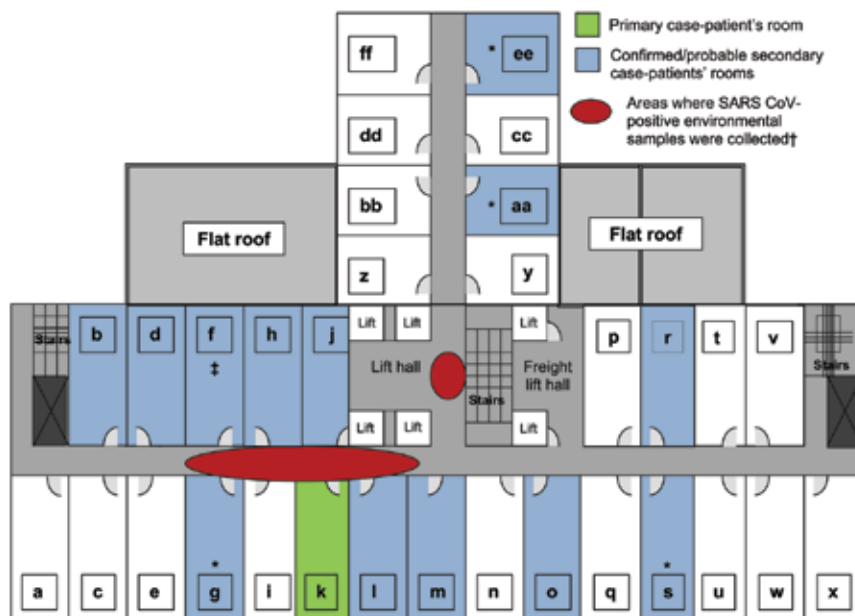 Primary case-patient's room
Confirmed/probable secondary
case-patients' rooms
Areas where SARS CoV-
positive environmental
samples were collected†
ff
* ee
dd
cc
bb
* aa
Flat roof
Flat roof
z
y
Stairs
b
d
f
h
j
Lift
Lift
Lift
p
r
t
v
Stairs
‡
Lift hall
Freight
lift hall
Stairs
Lift
Lift
Lift
*
*
a
c
e
g
i
k
l
m
n
o
q
s
u
w
x